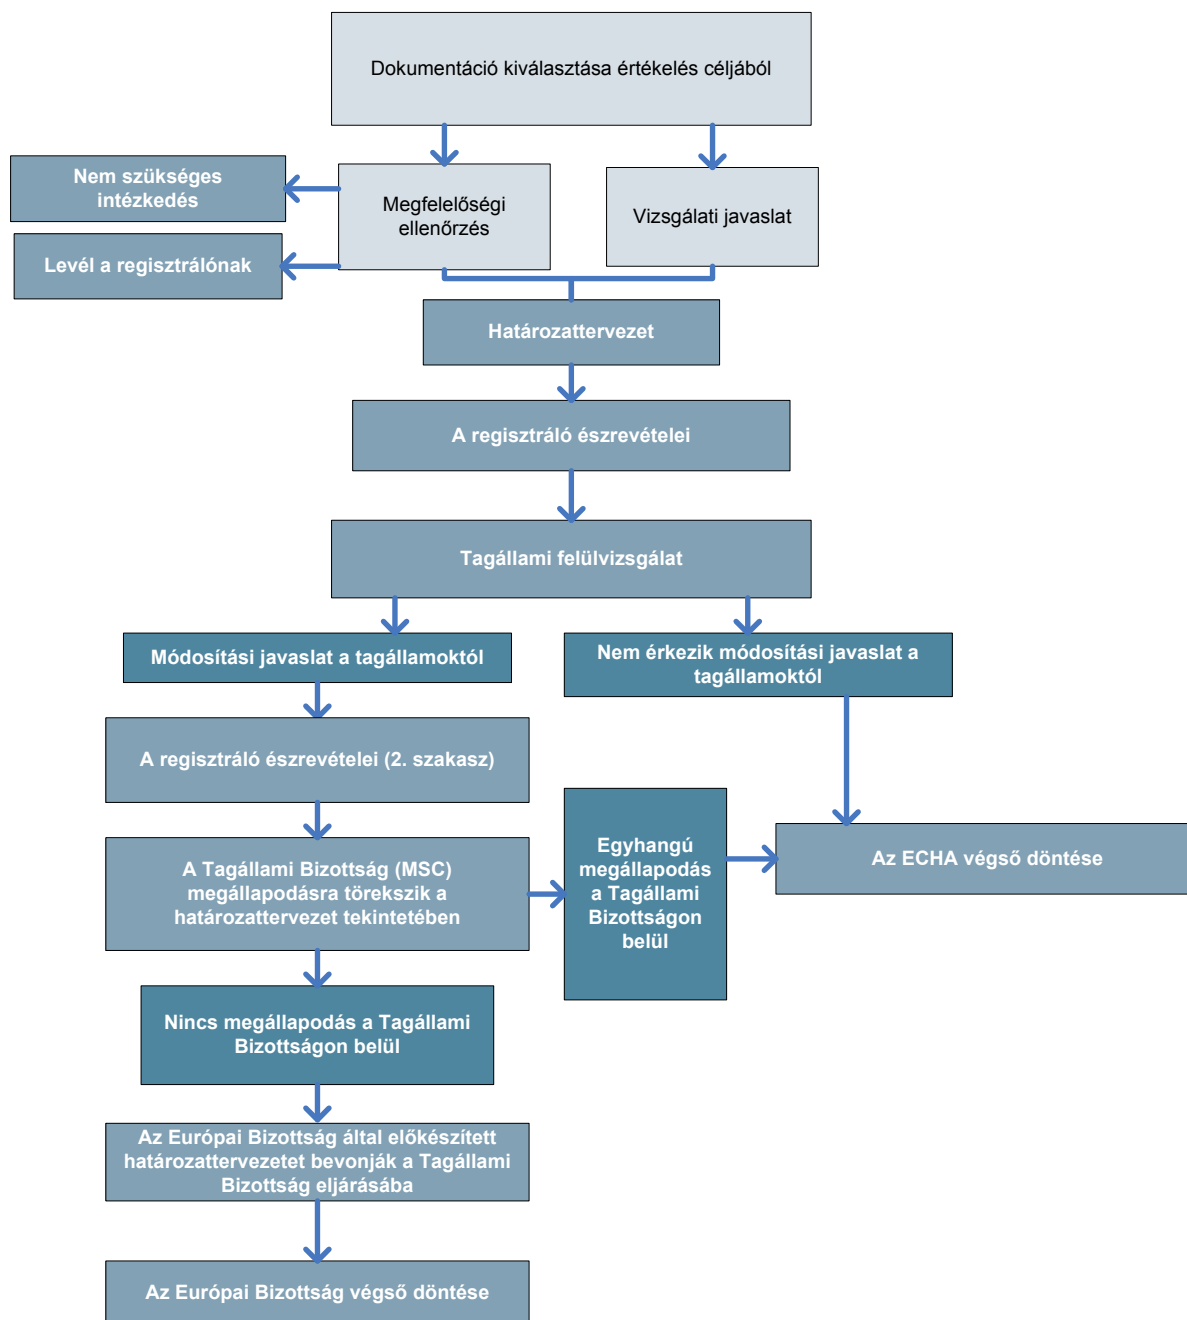 Dokumentáció kiválasztása értékelés céljából
Nem szükséges
intézkedés
Megfelelőségi
ellenőrzés
Vizsgálati javaslat
Levél a regisztrálónak
Határozattervezet
A regisztráló észrevételei
Tagállami felülvizsgálat
Módosítási javaslat a tagállamoktól
Nem érkezik módosítási javaslat a
tagállamoktól
A regisztráló észrevételei (2. szakasz)
A Tagállami Bizottság (MSC)
megállapodásra törekszik a
határozattervezet tekintetében
Egyhangú
megállapodás
a Tagállami
Bizottságon
belül
Az ECHA végső döntése
Nincs megállapodás a Tagállami
Bizottságon belül
Az Európai Bizottság által előkészített
határozattervezetet bevonják a Tagállami
Bizottság eljárásába
Az Európai Bizottság végső döntése